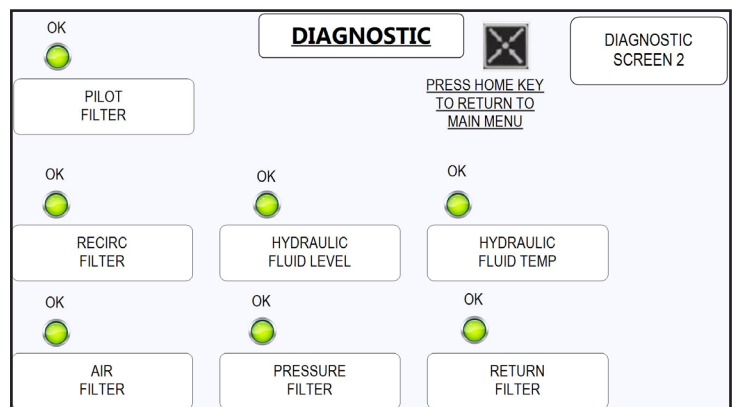 OK
DIAGNOSTIC
DIAGNOSTIC
SCREEN 2
PRESS HOME KEY
TO RETURN TO
MAIN MENU
PILOT
FILTER
OK
OK
OK
RECIRC
FILTER
HYDRAULIC
FLUID LEVEL
HYDRAULIC
FLUID TEMP
OK
OK
OK
AIR
FILTER
PRESSURE
FILTER
RETURN
FILTER